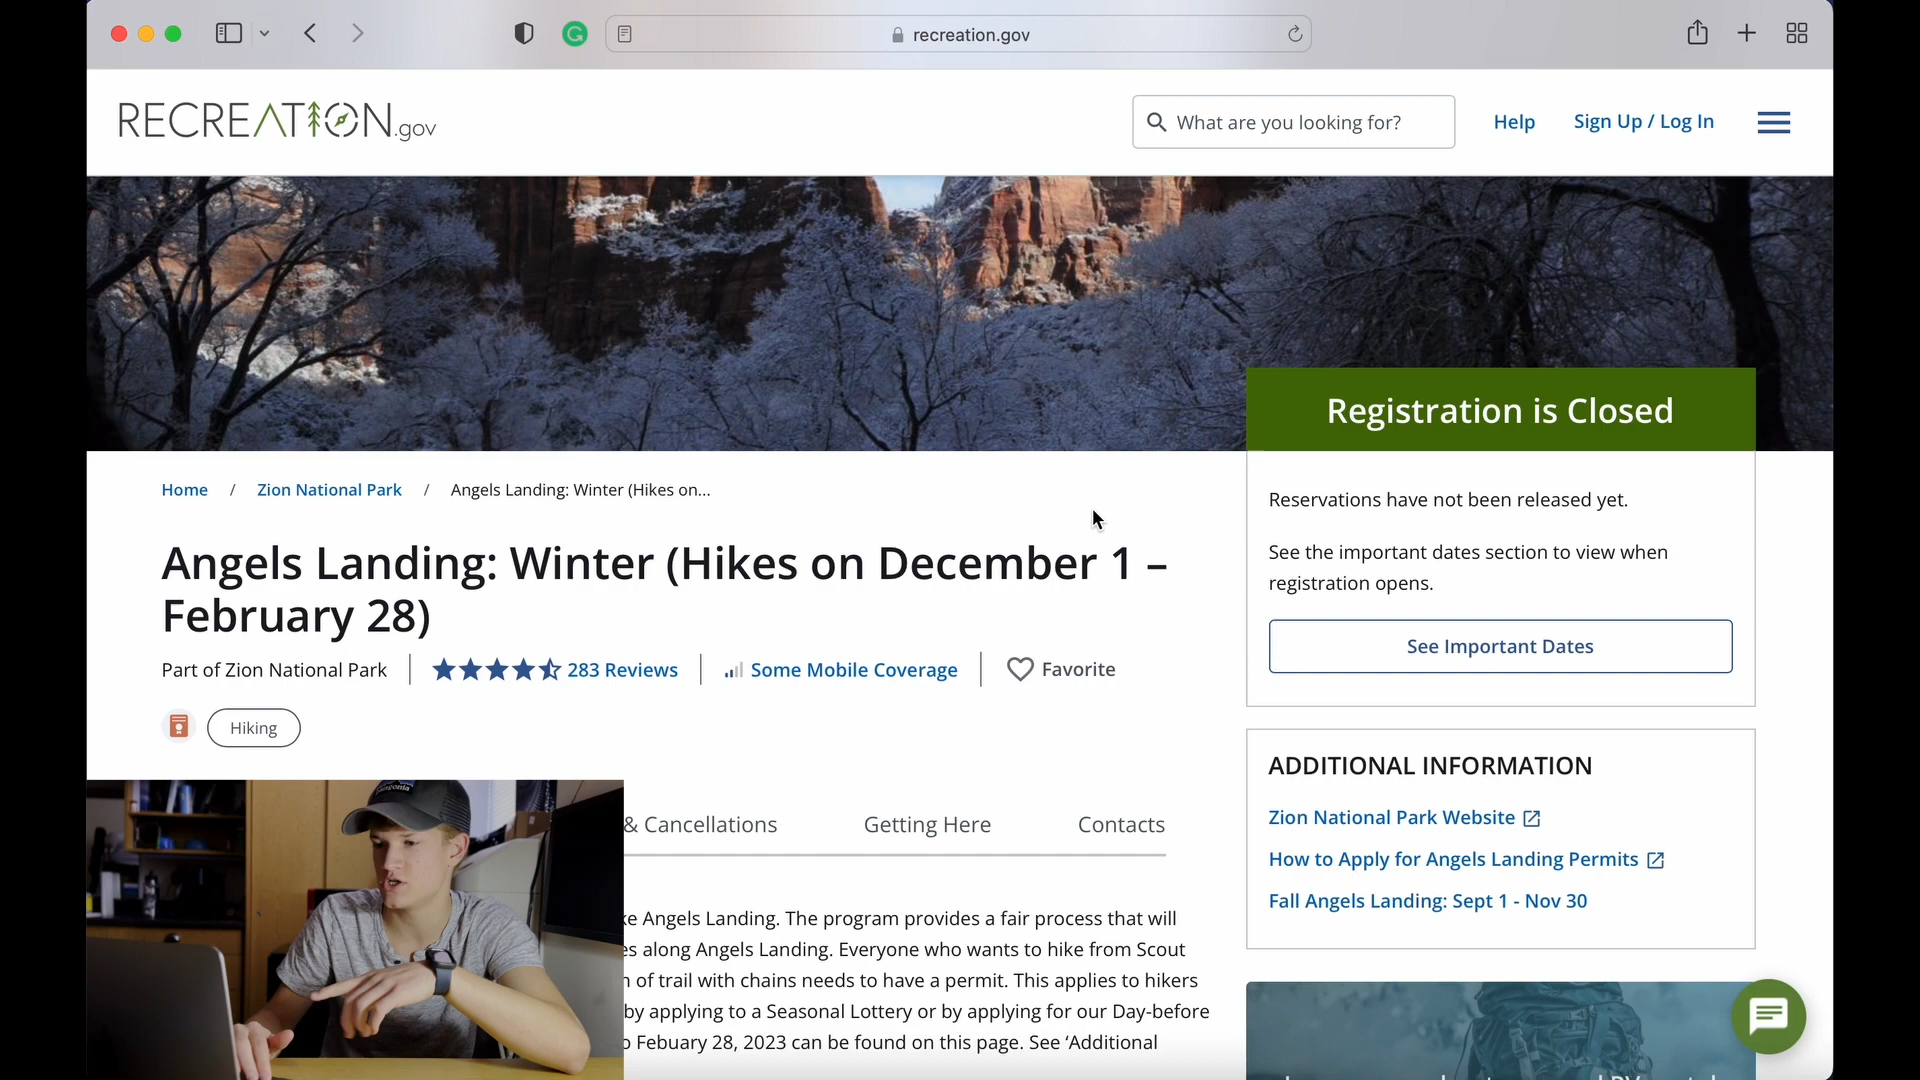 recreation.gov
RECREATION.gov
What are you looking for?
Help
Sign Up / Log In
Registration is Closed
Home / Zion National Park / Angels Landing: Winter (Hikes on...
Angels Landing: Winter (Hikes on December 1 –
February 28)
Part of Zion National Park
283 Reviews
Some Mobile Coverage
Favorite
Hiking
Reservations have not been released yet.
See the important dates section to view when
registration opens.
See Important Dates
ADDITIONAL INFORMATION
Zion National Park Website
How to Apply for Angels Landing Permits
Fall Angels Landing: Sept 1 - Nov 30
& Cancellations
Getting Here
Contacts
ke Angels Landing. The program provides a fair process that will
es along Angels Landing. Everyone who wants to hike from Scout
n of trail with chains needs to have a permit. This applies to hikers
by applying to a Seasonal Lottery or by applying for our Day-before
o Febuary 28, 2023 can be found on this page. See ‘Additional
patagonia